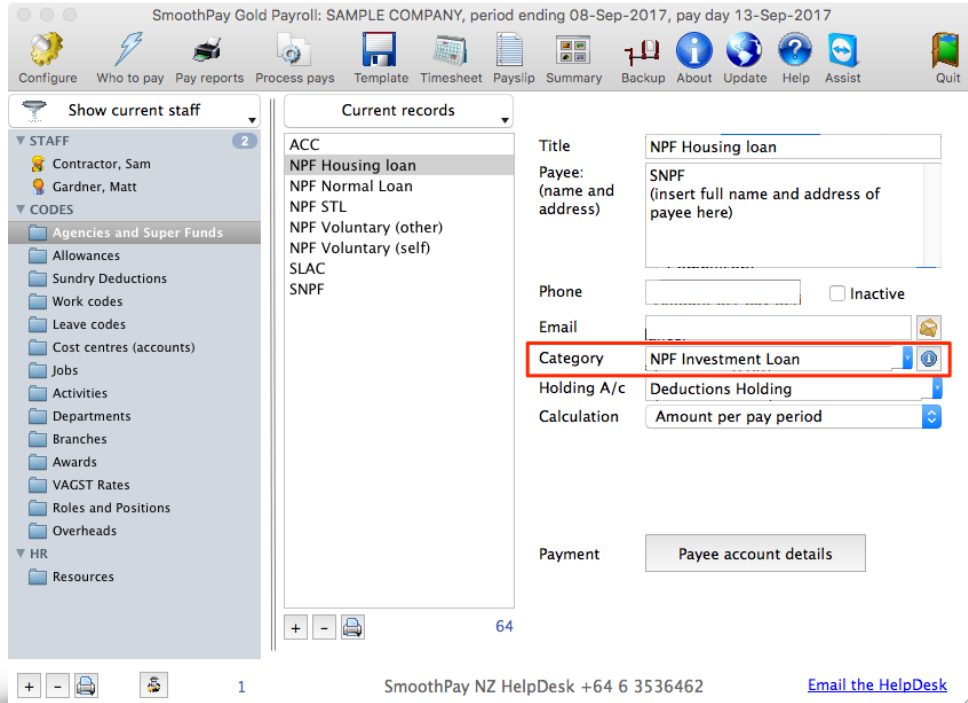 SmoothPay Gold Payroll: SAMPLE COMPANY, period ending 08-Sep-2017, pay day 13-Sep-2017
Configure Who to pay Pay reports Process pays Template Timesheet Payslip Summary Backup About Update Help Assist Quit
Show current staff
STAFF 2
Contractor, Sam
Gardner, Matt
CODES
Agencies and Super Funds
Allowances
Sundry Deductions
Work codes
Leave codes
Cost centres (accounts)
Jobs
Activities
Departments
Branches
Awards
VAGST Rates
Roles and Positions
Overheads
HR
Resources
+ - 1
Current records
ACC
NPF Housing loan
NPF Normal Loan
NPF STL
NPF Voluntary (other)
NPF Voluntary (self)
SLAC
SNPF
+ - 64
Title NPF Housing loan
Payee:
(name and
address)
SNPF
(insert full name and address of
payee here)
Phone Inactive
Email
Category NPF Investment Loan
Holding A/c Deductions Holding
Calculation Amount per pay period
Payment Payee account details
SmoothPay NZ HelpDesk +64 6 3536462 Email the HelpDesk